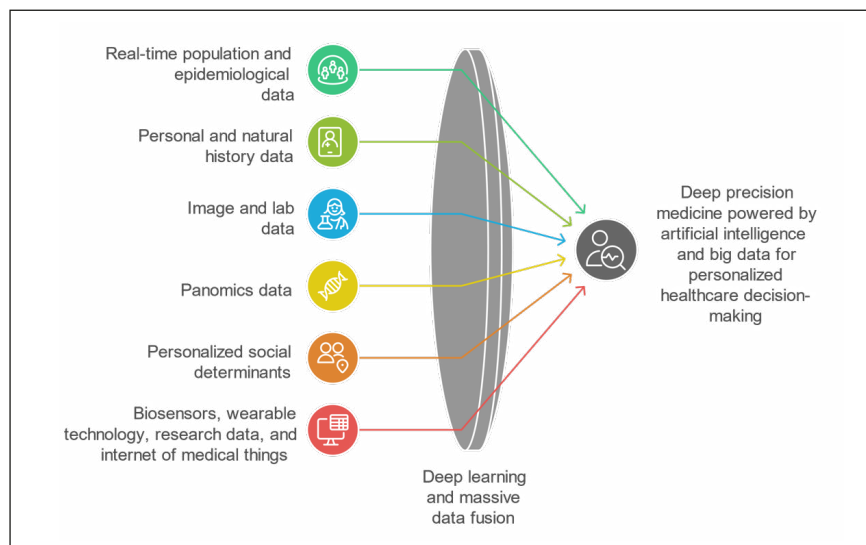 Real-time population and
epidemiological
data
Personal and natural
history data
Image and lab
data
Panomics data
Personalized social
determinants
Biosensors, wearable
technology, research data, and
internet of medical things
Deep learning
and massive
data fusion
Deep precision
medicine powered by
artificial intelligence
and big data for
personalized
healthcare decision-
making